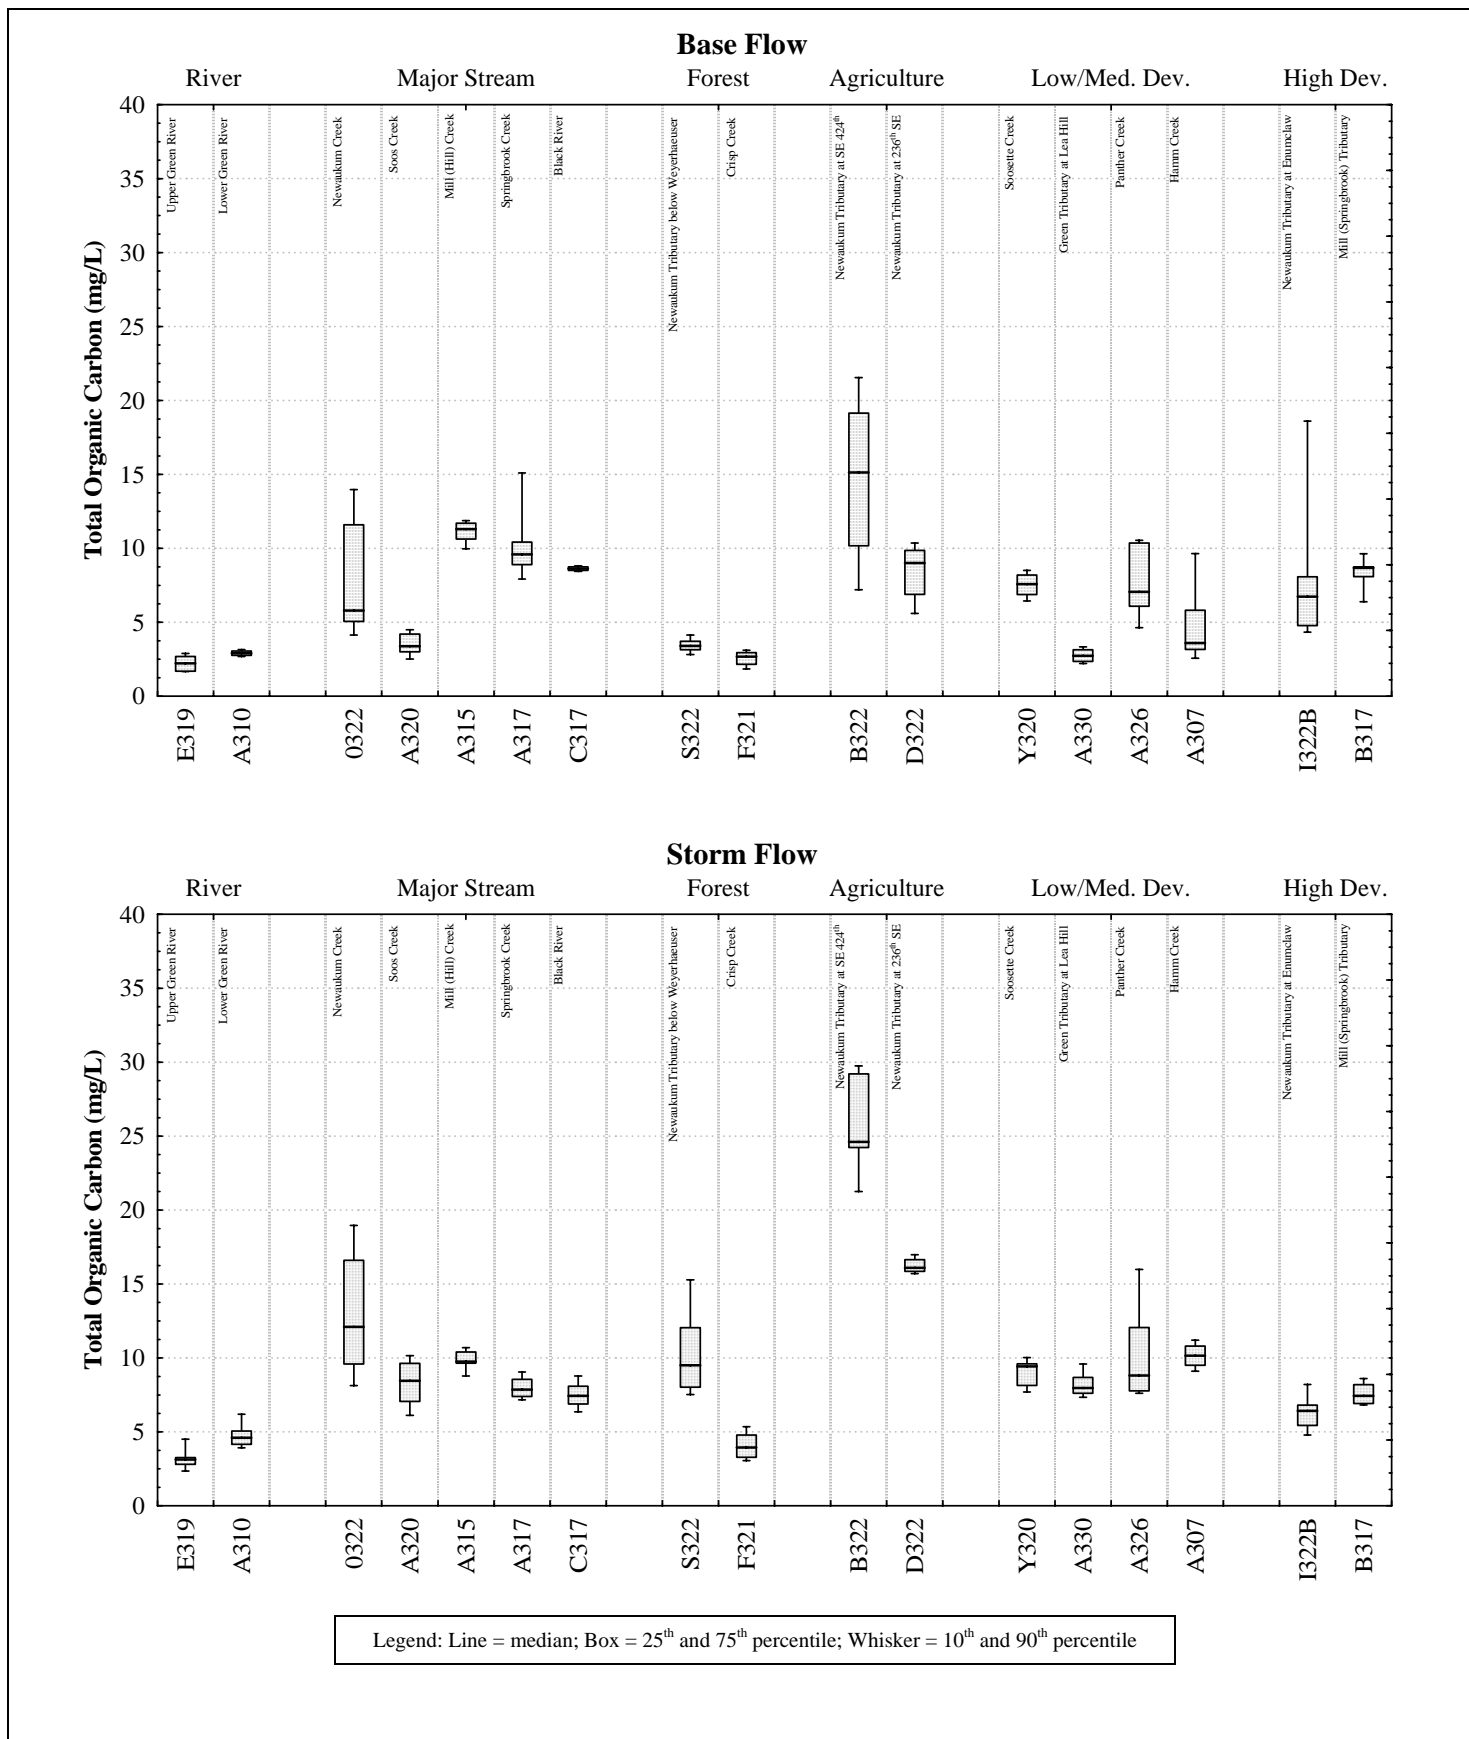 Base Flow
River Major Stream Forest Agriculture Low/Med. Dev. High Dev.
Total Organic Carbon (mg/L)
40
35
30
25
20
15
10
5
0
Upper Green River
Lower Green River
Newaukum Creek
Soos Creek
Mill (Hill) Creek
Springbrook Creek
Black River
Newaukum Tributary below Weyerhaeuser
Crisp Creek
Newaukum Tributary at SE 424th
Newaukum Tributary at 236th SE
Soosette Creek
Green Tributary at Lea Hill
Panther Creek
Hamm Creek
Newaukum Tributary at Enumclaw
Mill (Springbrook) Tributary
E319 A310 0322 A320 A315 A317 C317 S322 F321 B322 D322 Y320 A330 A326 A307 I322B B317
Storm Flow
River Major Stream Forest Agriculture Low/Med. Dev. High Dev.
Total Organic Carbon (mg/L)
40
35
30
25
20
15
10
5
0
Upper Green River
Lower Green River
Newaukum Creek
Soos Creek
Mill (Hill) Creek
Springbrook Creek
Black River
Newaukum Tributary below Weyerhaeuser
Crisp Creek
Newaukum Tributary at SE 424th
Newaukum Tributary at 236th SE
Soosette Creek
Green Tributary at Lea Hill
Panther Creek
Hamm Creek
Newaukum Tributary at Enumclaw
Mill (Springbrook) Tributary
E319 A310 0322 A320 A315 A317 C317 S322 F321 B322 D322 Y320 A330 A326 A307 I322B B317
Legend: Line = median; Box = 25th and 75th percentile; Whisker = 10th and 90th percentile